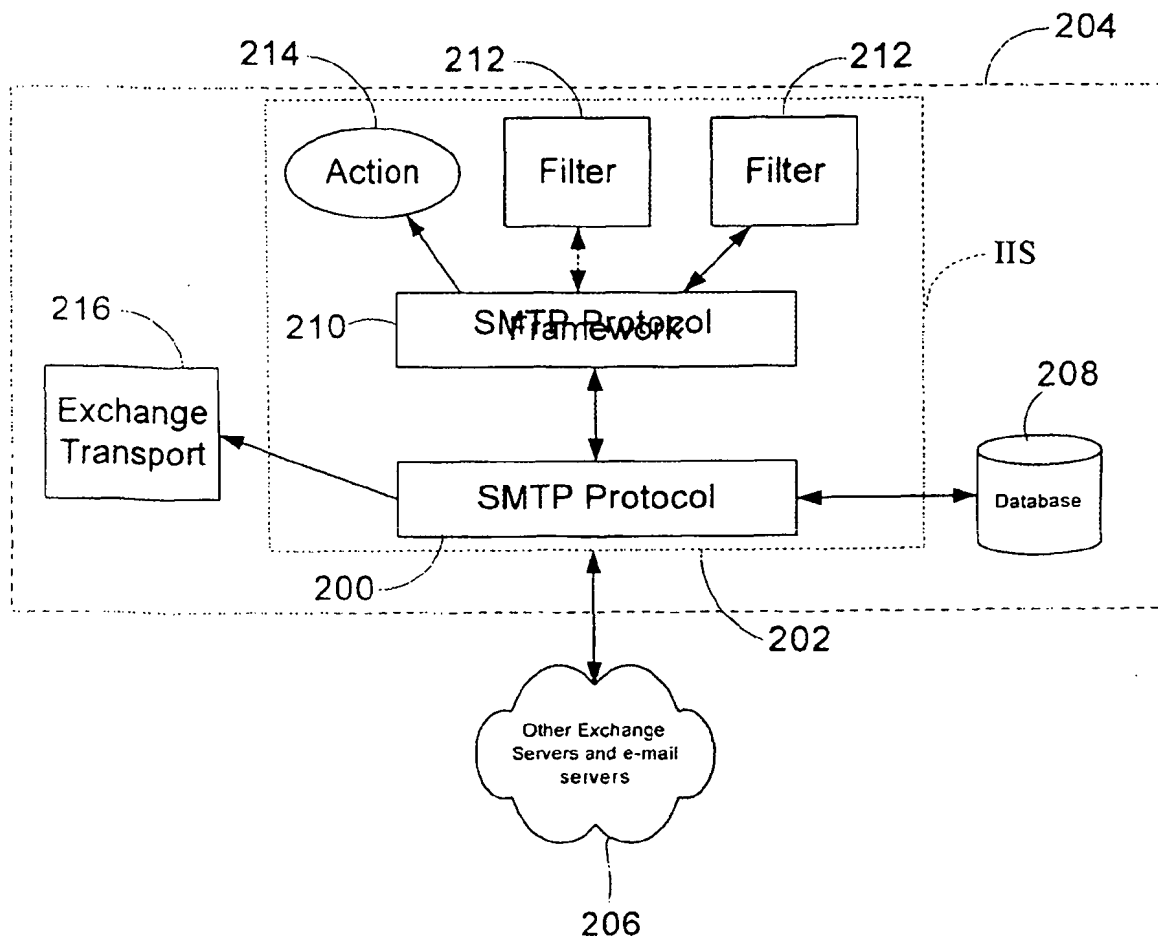 204
214
212
212
Action
Filter
Filter
IIS
216
210
SMTP Protocol
Framework
208
Exchange
Transport
SMTP Protocol
Database
200
202
Other Exchange
Servers and e-mail
servers
206